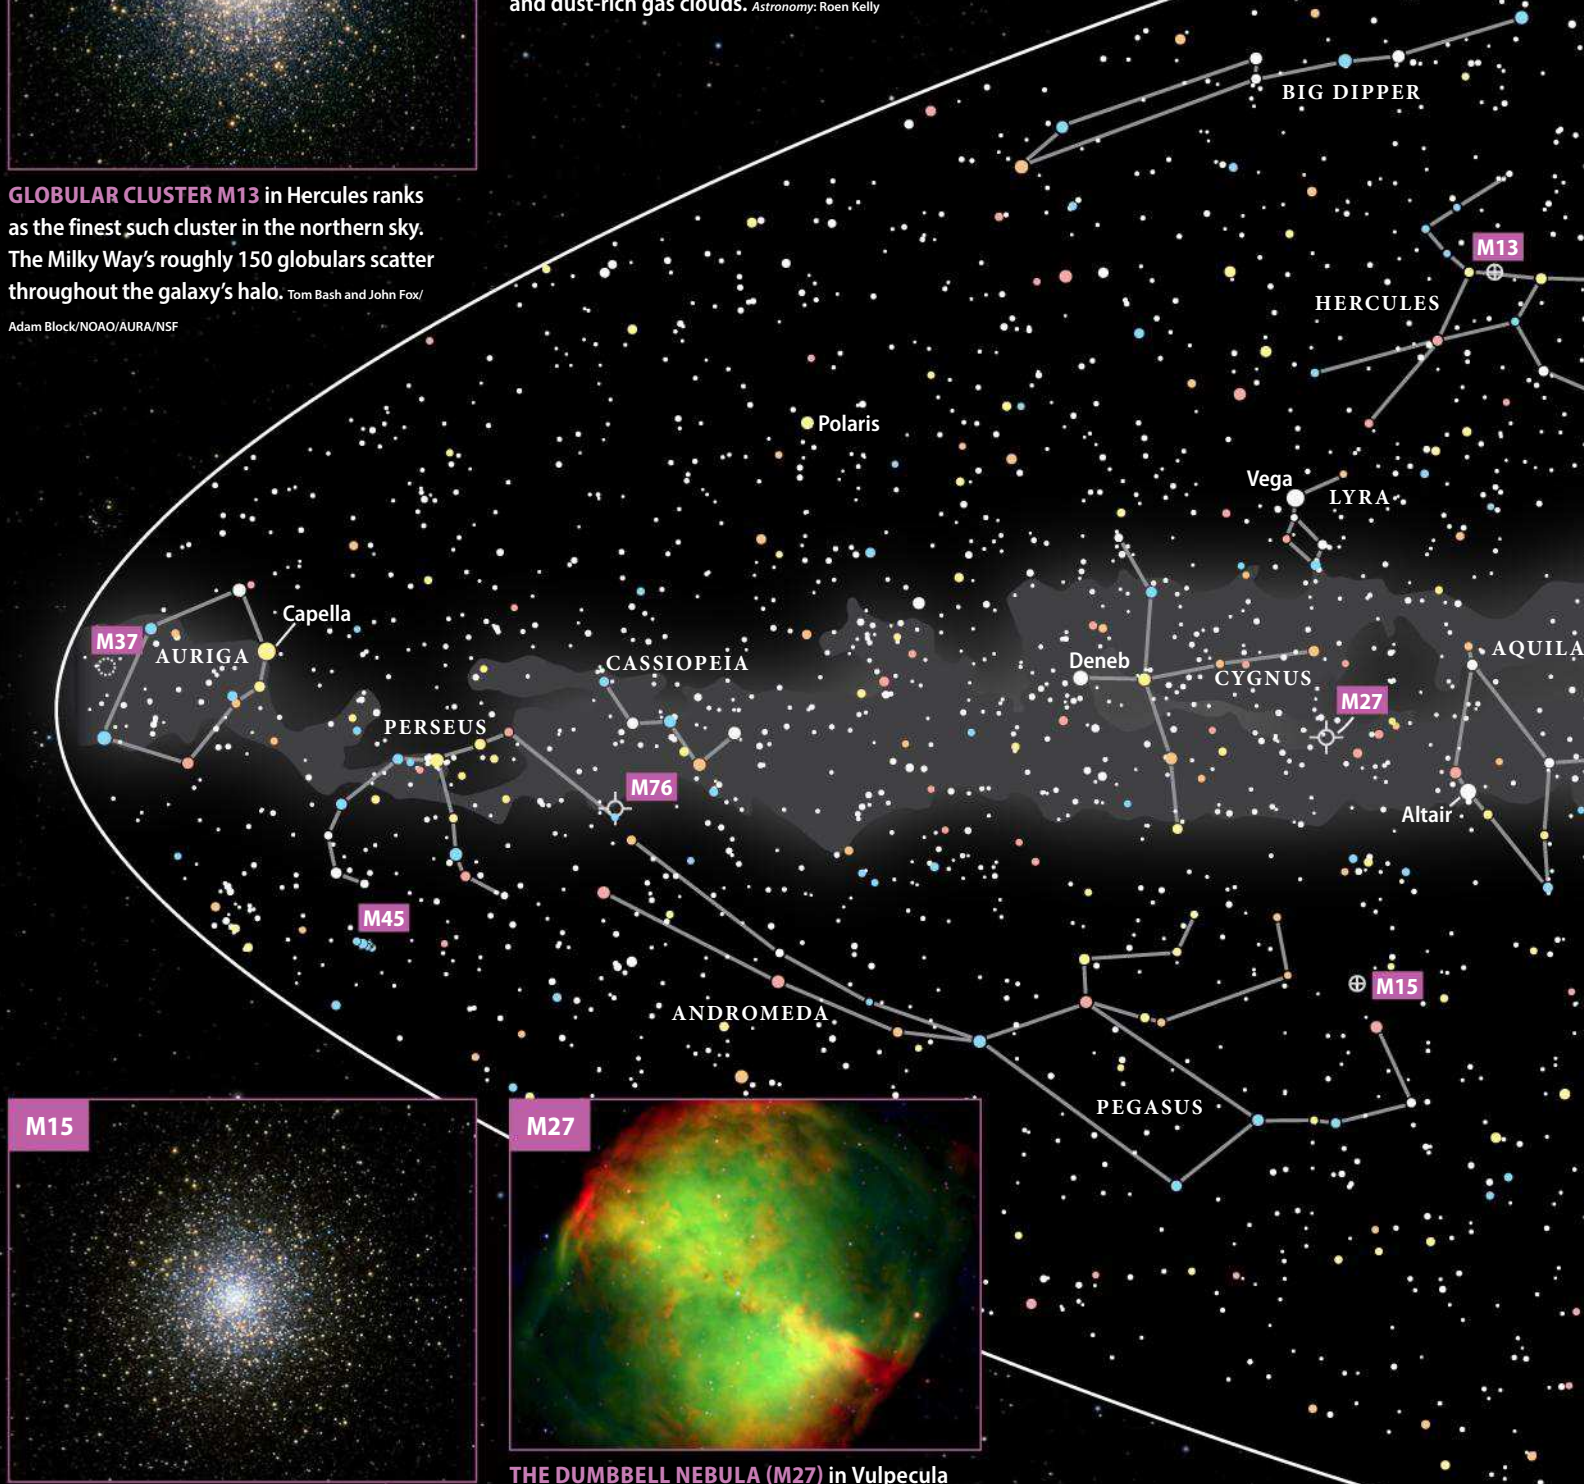 and dust-rich gas clouds. Astronomy: Roen Kelly
BIG DIPPER
GLOBULAR CLUSTER M13 in Hercules ranks
as the finest such cluster in the northern sky.
The Milky Way's roughly 150 globulars scatter
throughout the galaxy's halo. Tom Bash and John Fox/
Adam Block/NOAO/AURA/NSF
M13
HERCULES
Polaris
Vega
LYRA
Capella
M37
AURIGA
CASSIOPEIA
Deneb
CYGNUS
AQUILA
M27
PERSEUS
M76
Altair
M45
M15
ANDROMEDA
PEGASUS
M15
M27
THE DUMBBELL NEBULA (M27) in Vulpecula